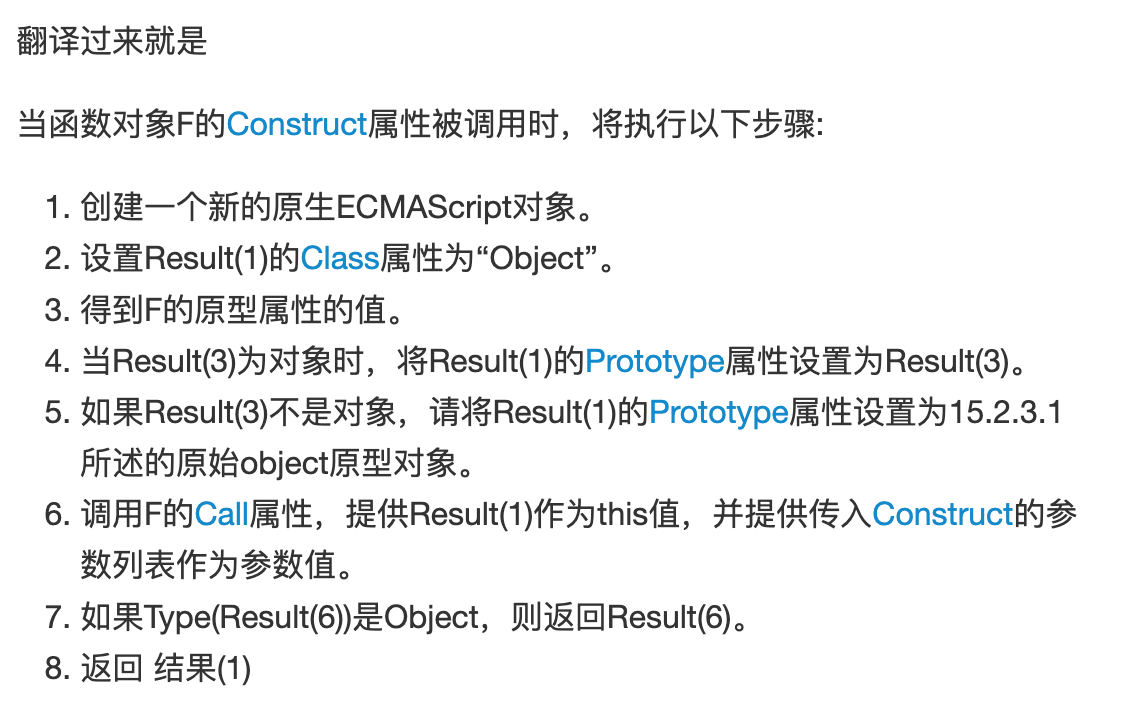 翻译过来就是
当函数对象F的Construct属性被调用时，将执行以下步骤:
1. 创建一个新的原生ECMAScript对象。
2. 设置Result(1)的Class属性为“Object”。
3. 得到F的原型属性的值。
4. 当Result(3)为对象时，将Result(1)的Prototype属性设置为Result(3)。
5. 如果Result(3)不是对象，请将Result(1)的Prototype属性设置为15.2.3.1
所述的原始object原型对象。
6. 调用F的Call属性，提供Result(1)作为this值，并提供传入Construct的参
数列表作为参数值。
7. 如果Type(Result(6))是Object，则返回Result(6)。
8. 返回 结果(1)